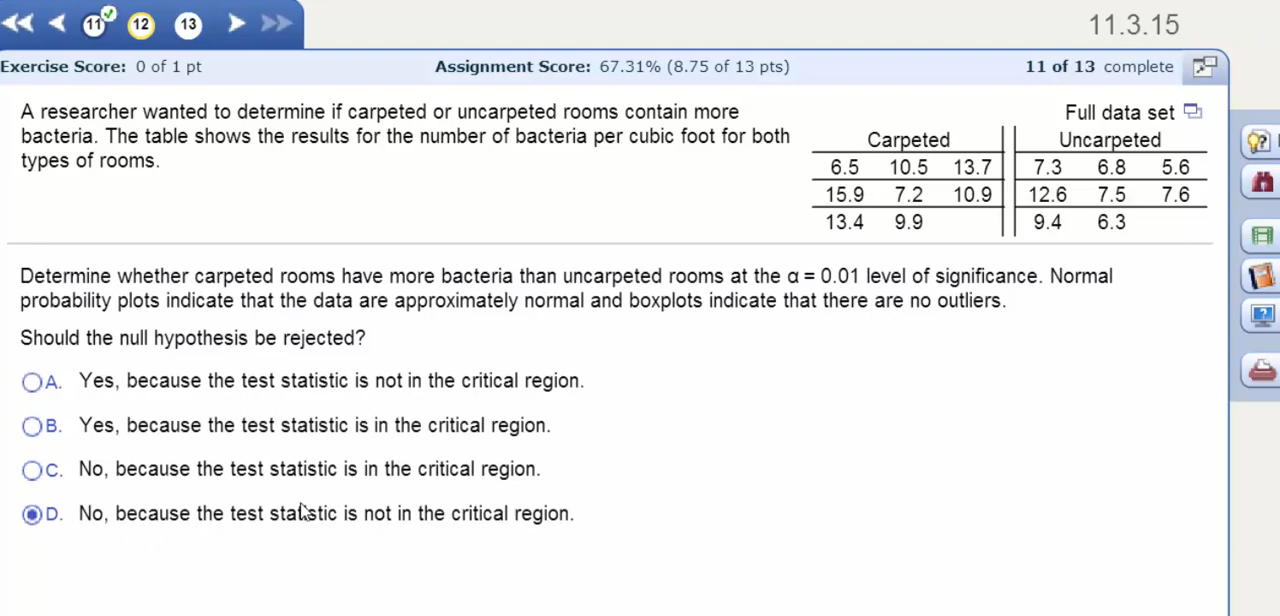 11 12 13
11.3.15
Exercise Score: 0 of 1 pt Assignment Score: 67.31% (8.75 of 13 pts) 11 of 13 complete
A researcher wanted to determine if carpeted or uncarpeted rooms contain more
bacteria. The table shows the results for the number of bacteria per cubic foot for both
types of rooms.
Full data set
Carpeted Uncarpeted
6.5 10.5 13.7 7.3 6.8 5.6
15.9 7.2 10.9 12.6 7.5 7.6
13.4 9.9 9.4 6.3
Determine whether carpeted rooms have more bacteria than uncarpeted rooms at the α = 0.01 level of significance. Normal
probability plots indicate that the data are approximately normal and boxplots indicate that there are no outliers.
Should the null hypothesis be rejected?
A. Yes, because the test statistic is not in the critical region.
B. Yes, because the test statistic is in the critical region.
C. No, because the test statistic is in the critical region.
D. No, because the test statistic is not in the critical region.